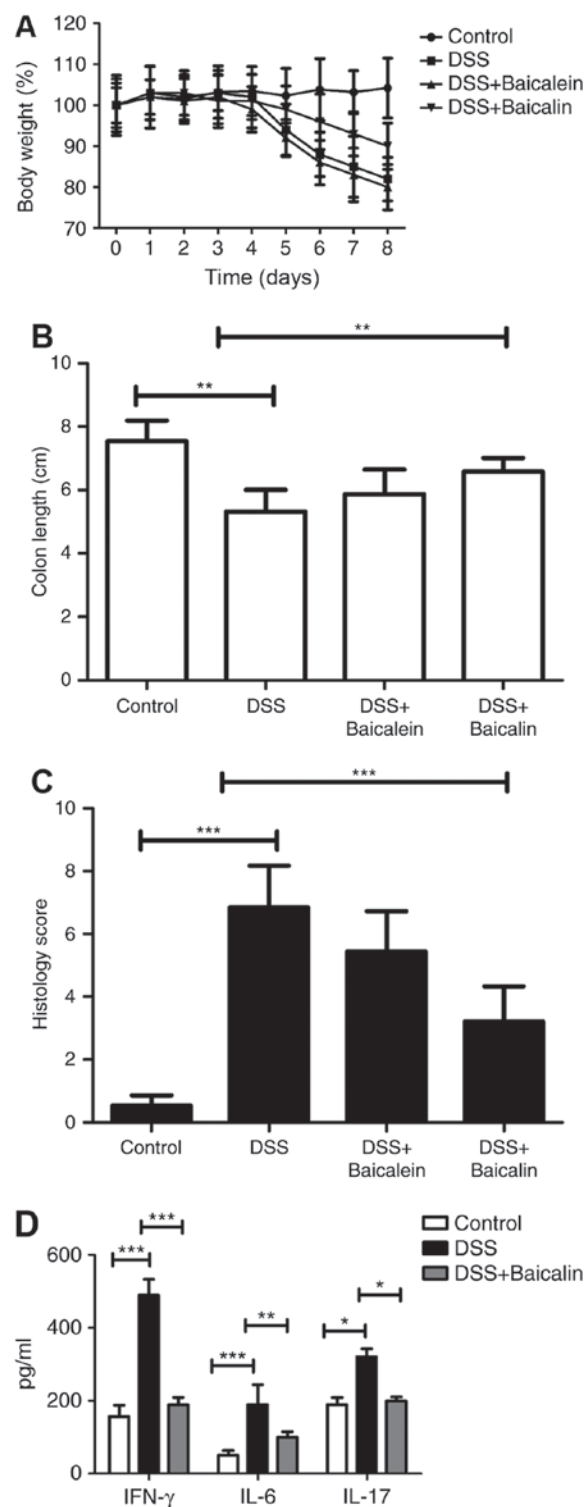 A
120
110
100
90
80
70
Body weight (%)
0 1 2 3 4 5 6 7 8
Time (days)
Control
DSS
DSS+Baicalein
DSS+Baicalin
B
**
**
10
8
6
4
2
0
Colon length (cm)
Control
DSS
DSS+
Baicalein
DSS+
Baicalin
C
***
***
10
8
6
4
2
0
Histology score
Control
DSS
DSS+
Baicalein
DSS+
Baicalin
D
Control
DSS
DSS+Baicalin
600
400
200
0
pg/ml
*** ***
*** **
* *
IFN-γ IL-6 IL-17